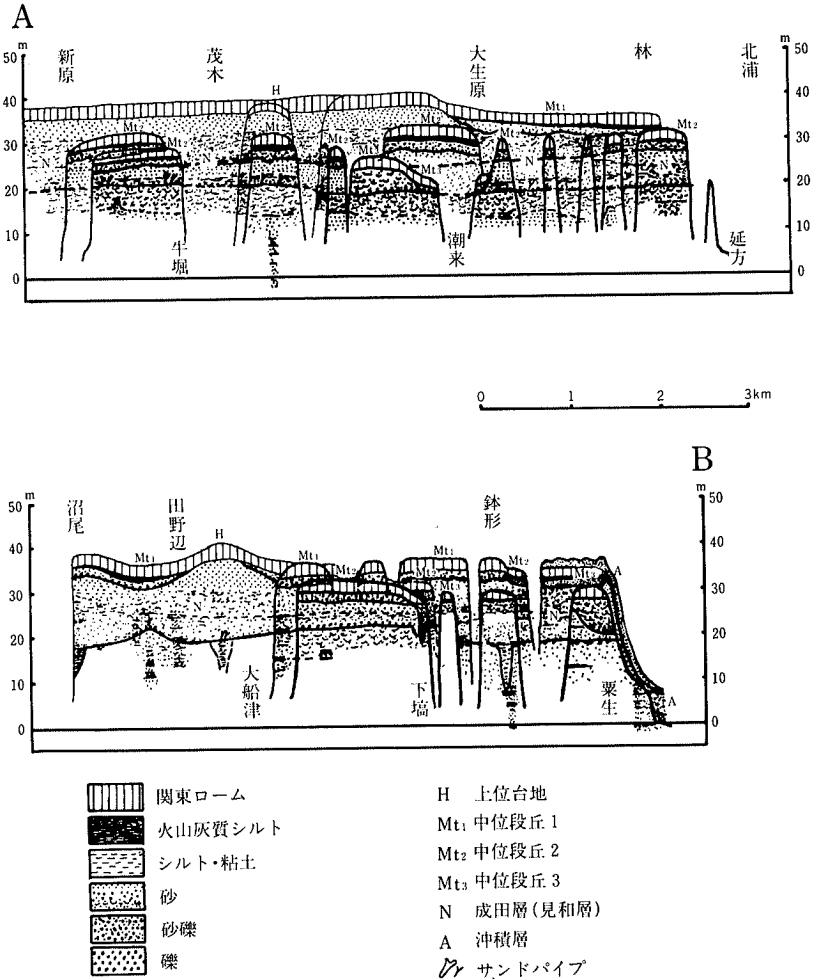 A
m
50
40
30
20
10
0
新原
茂木
大生原
林
北浦
H
Mt1
Mt2
N
牛堀
潮来
延方
m
50
40
30
20
10
0
0 1 2 3km
B
m
50
40
30
20
10
0
沼尾
田野辺
鉢形
H
Mt1
Mt1
Mt2
Mt1
Mt2
N
A
A
大船津
下塙
粟生
m
50
40
30
20
10
0
関東ローム
火山灰質シルト
シルト・粘土
砂
砂礫
礫
H 上位台地
Mt1 中位段丘1
Mt2 中位段丘2
Mt3 中位段丘3
N 成田層(見和層)
A 沖積層
サンドパイプ